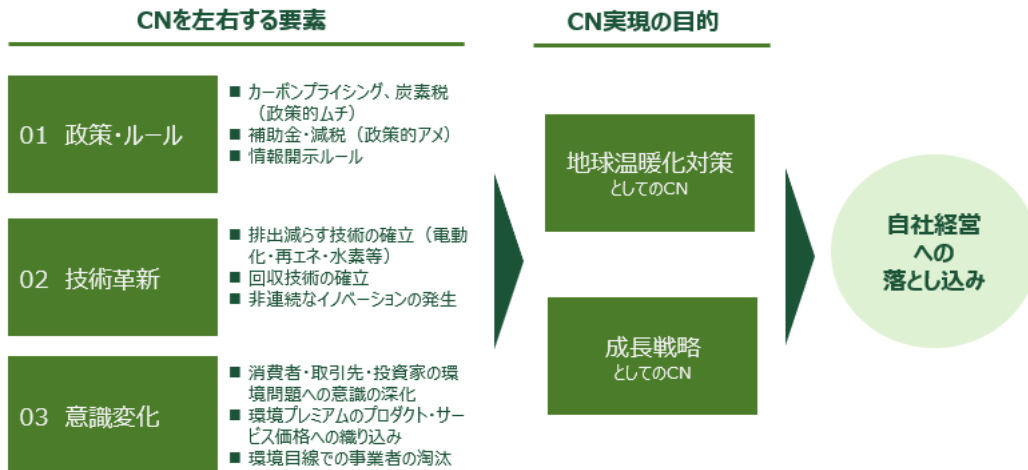 CNを左右する要素
CN実現の目的
01 政策・ルール
■ カーボンプライシング、炭素税
（政策的ムチ）
■ 補助金・減税（政策的アメ）
■ 情報開示ルール
02 技術革新
■ 排出減らす技術の確立（電動
化・再エネ・水素等）
■ 回収技術の確立
■ 非連続なイノベーションの発生
03 意識変化
■ 消費者・取引先・投資家の環
境問題への意識の深化
■ 環境プレミアムのプロダクト・サー
ビス価格への織り込み
■ 環境目線での事業者の淘汰
地球温暖化対策
としてのCN
成長戦略
としてのCN
自社経営
への
落とし込み